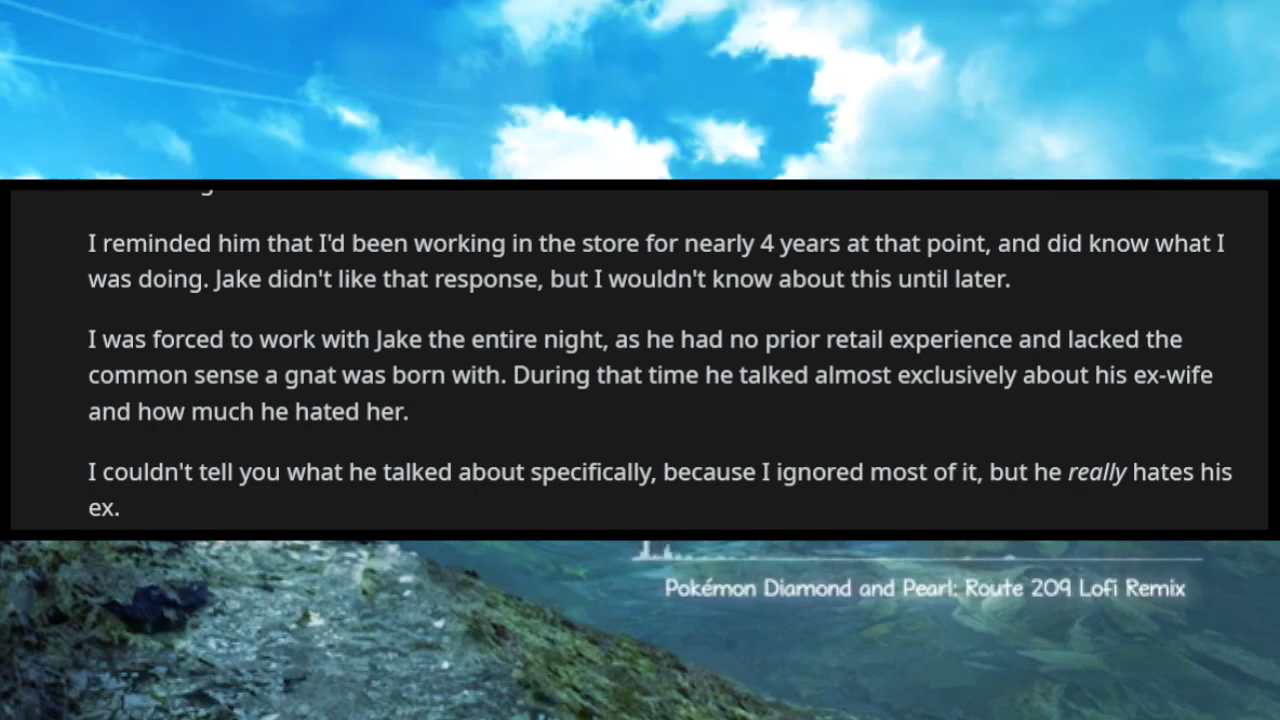 I reminded him that I'd been working in the store for nearly 4 years at that point, and did know what I
was doing. Jake didn't like that response, but I wouldn't know about this until later.
I was forced to work with Jake the entire night, as he had no prior retail experience and lacked the
common sense a gnat was born with. During that time he talked almost exclusively about his ex-wife
and how much he hated her.
I couldn't tell you what he talked about specifically, because I ignored most of it, but he really hates his
ex.
Pokémon Diamond and Pearl: Route 209 Lofi Remix